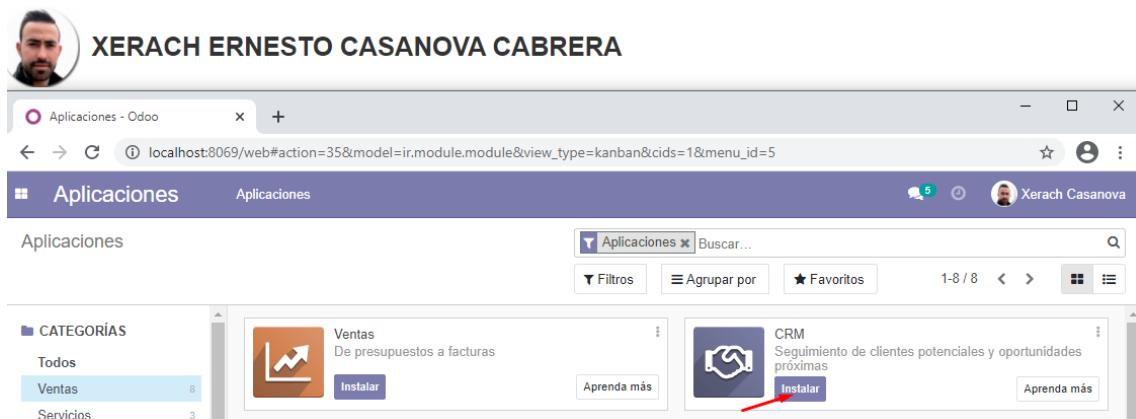 XERACH ERNESTO CASANOVA CABRERA
Aplicaciones - Odoo
localhost:8069/web#action=35&model=ir.module.module&view_type=kanban&cids=1&menu_id=5
Aplicaciones Aplicaciones 5 Xerach Casanova
Aplicaciones Aplicaciones Buscar...
Filtros Agrupar por Favoritos 1-8 / 8
CATEGORÍAS
Todos
Ventas 8
Servicios 3
Ventas
De presupuestos a facturas
Instalar Aprenda más
CRM
Seguimiento de clientes potenciales y oportunidades
próximas
Instalar Aprenda más